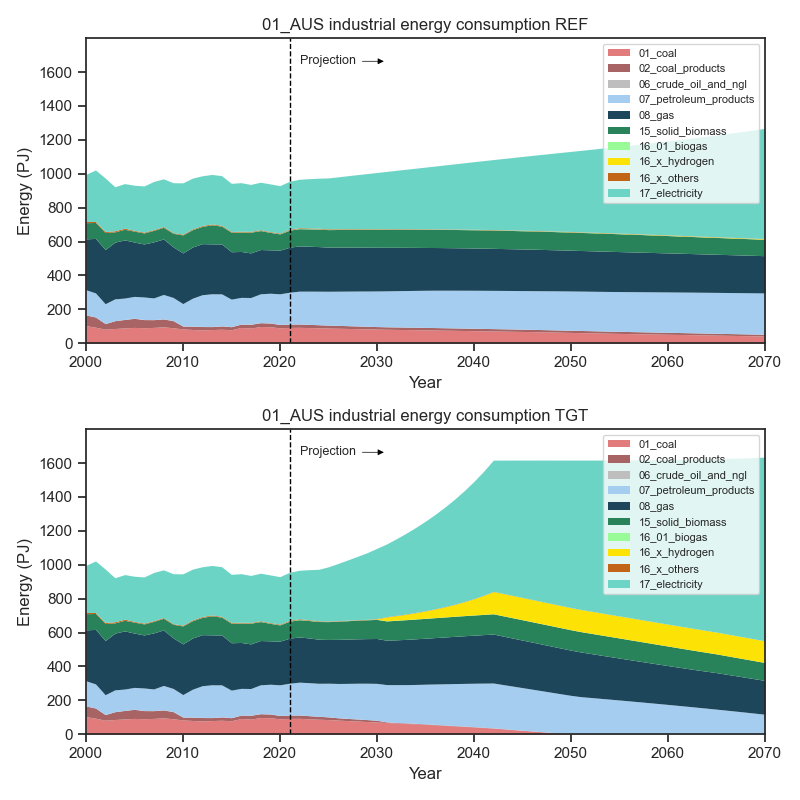 01_AUS industrial energy consumption REF
Energy (PJ)
1600
1400
1200
1000
800
600
400
200
0
Projection
01_coal
02_coal_products
06_crude_oil_and_ngl
07_petroleum_products
08_gas
15_solid_biomass
16_01_biogas
16_x_hydrogen
16_x_others
17_electricity
2000 2010 2020 2030 2040 2050 2060 2070
Year
01_AUS industrial energy consumption TGT
Energy (PJ)
1600
1400
1200
1000
800
600
400
200
0
Projection
01_coal
02_coal_products
06_crude_oil_and_ngl
07_petroleum_products
08_gas
15_solid_biomass
16_01_biogas
16_x_hydrogen
16_x_others
17_electricity
2000 2010 2020 2030 2040 2050 2060 2070
Year